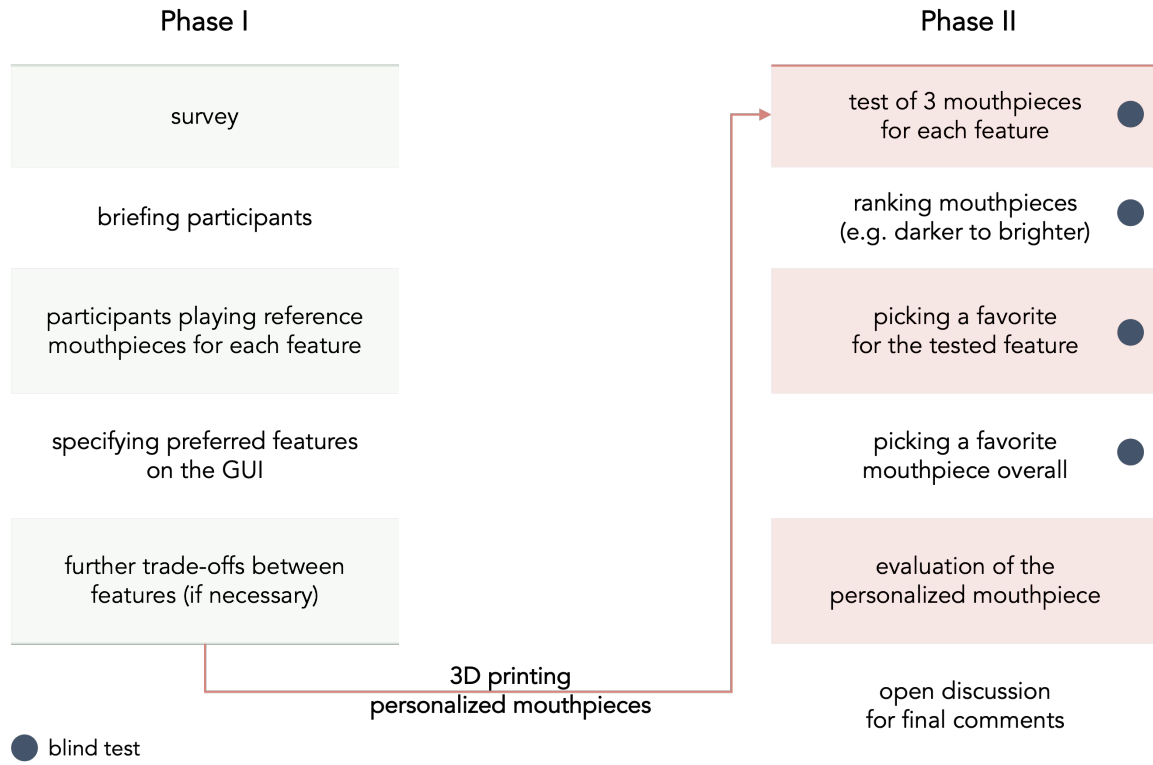 Phase I
survey
briefing participants
participants playing reference
mouthpieces for each feature
specifying preferred features
on the GUI
further trade-offs between
features (if necessary)
3D printing
personalized mouthpieces
Phase II
test of 3 mouthpieces
for each feature
ranking mouthpieces
(e.g. darker to brighter)
picking a favorite
for the tested feature
picking a favorite
mouthpiece overall
evaluation of the
personalized mouthpiece
open discussion
for final comments
blind test